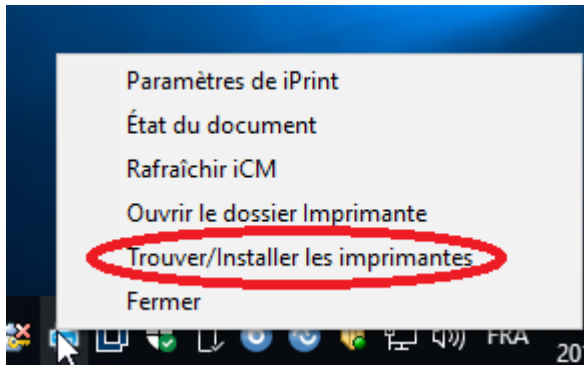 Paramètres de iPrint
État du document
Rafraîchir iCM
Ouvrir le dossier Imprimante
Trouver/Installer les imprimantes
Fermer
FRA